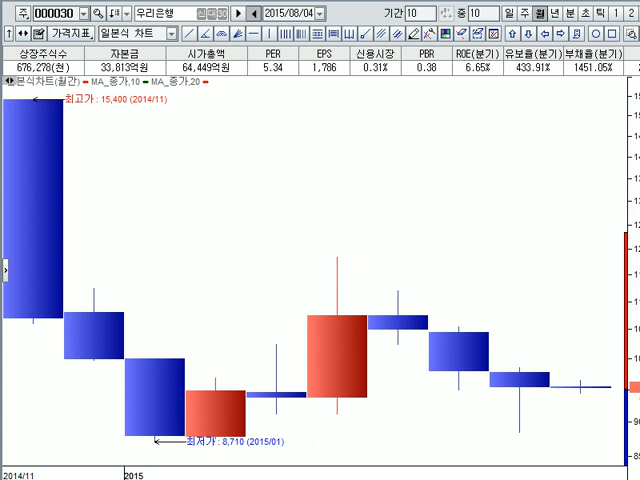 주, 000030 우리은행 신 대 30 2015/08/04 기간 10 중 10 일 주 월 년 분 초 틱 1 2
가격지표 일본식 차트
상장주식수 자본금 시가총액 PER EPS 신용시장 PBR ROE(분기) 유보율(분기) 부채율(분기)
676,278(천) 33,813억원 64,449억원 5.34 1,786 0.31% 0.38 6.65% 433.91% 1451.05%
본식차트(월간) MA_종가,10 MA_종가,20
최고가 : 15,400 (2014/11)
최저가 : 8,710 (2015/01)
2014/11 2015